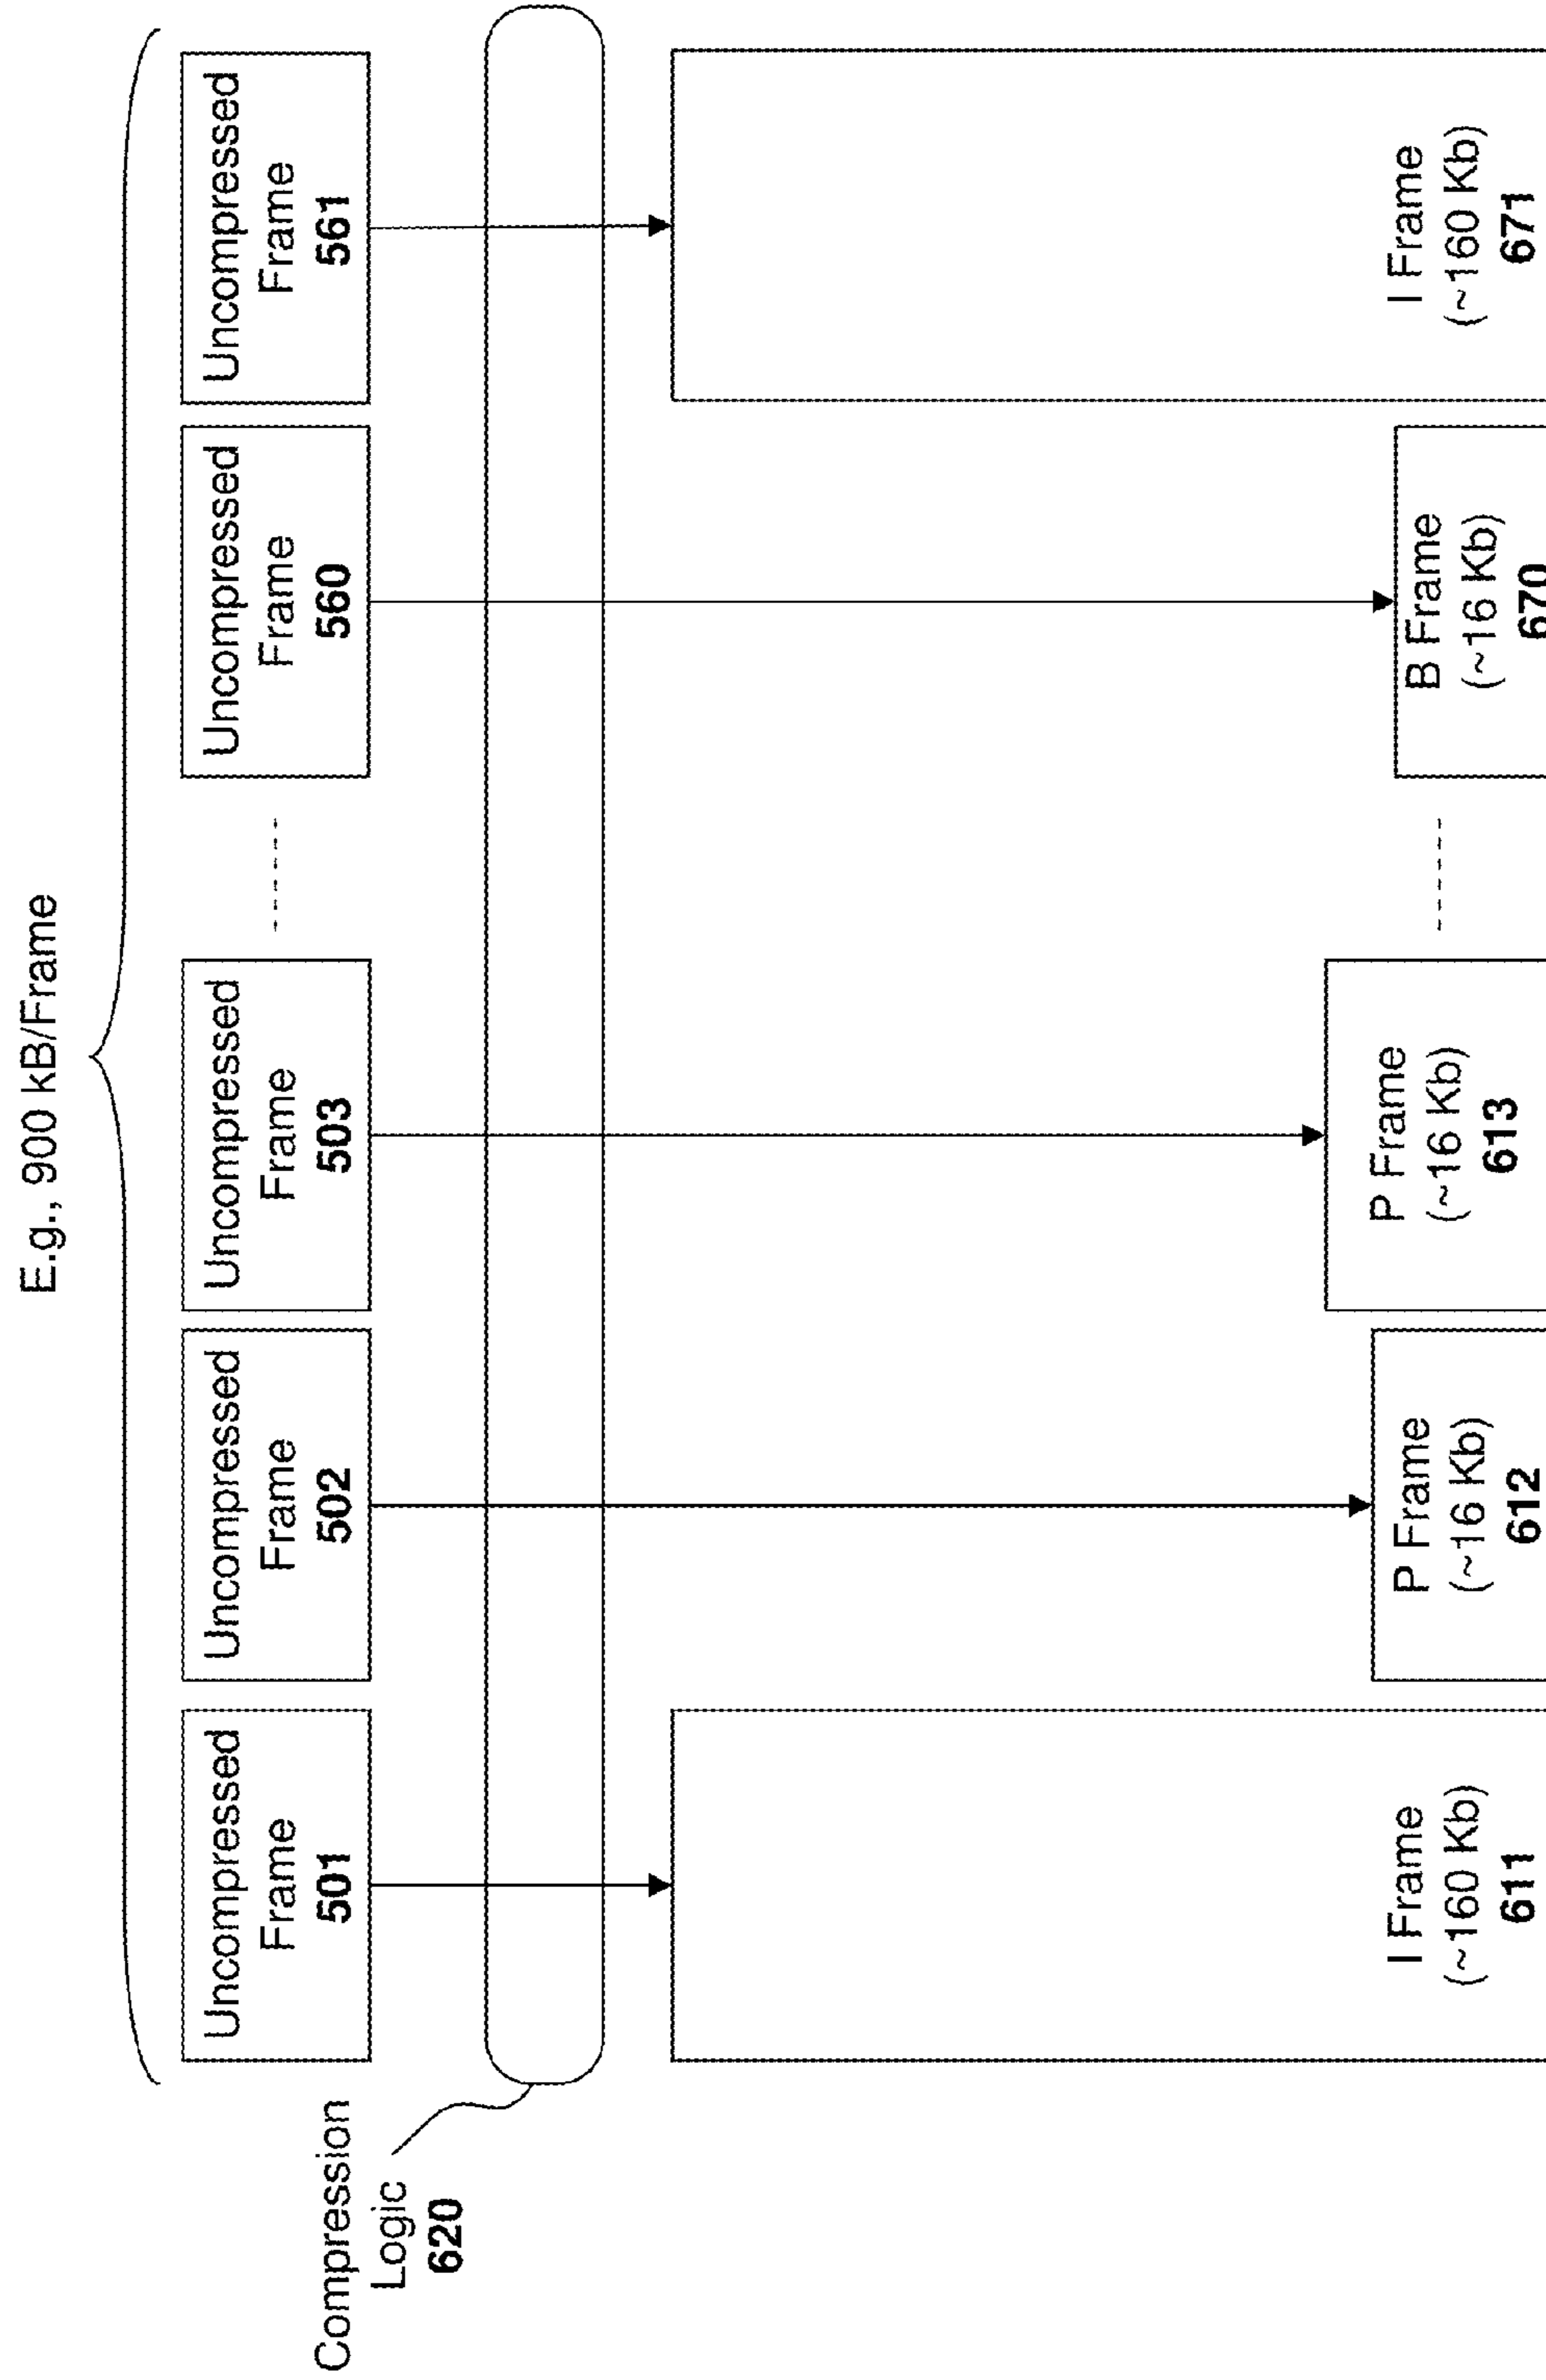 E.g., 900 kB/Frame
Uncompressed
Frame
501
Uncompressed
Frame
502
Uncompressed
Frame
503
Uncompressed
Frame
560
Uncompressed
Frame
561
Compression
Logic
620
I Frame
(~160 Kb)
611
P Frame
(~16 Kb)
612
P Frame
(~16 Kb)
613
B Frame
(~16 Kb)
670
I Frame
(~160 Kb)
671